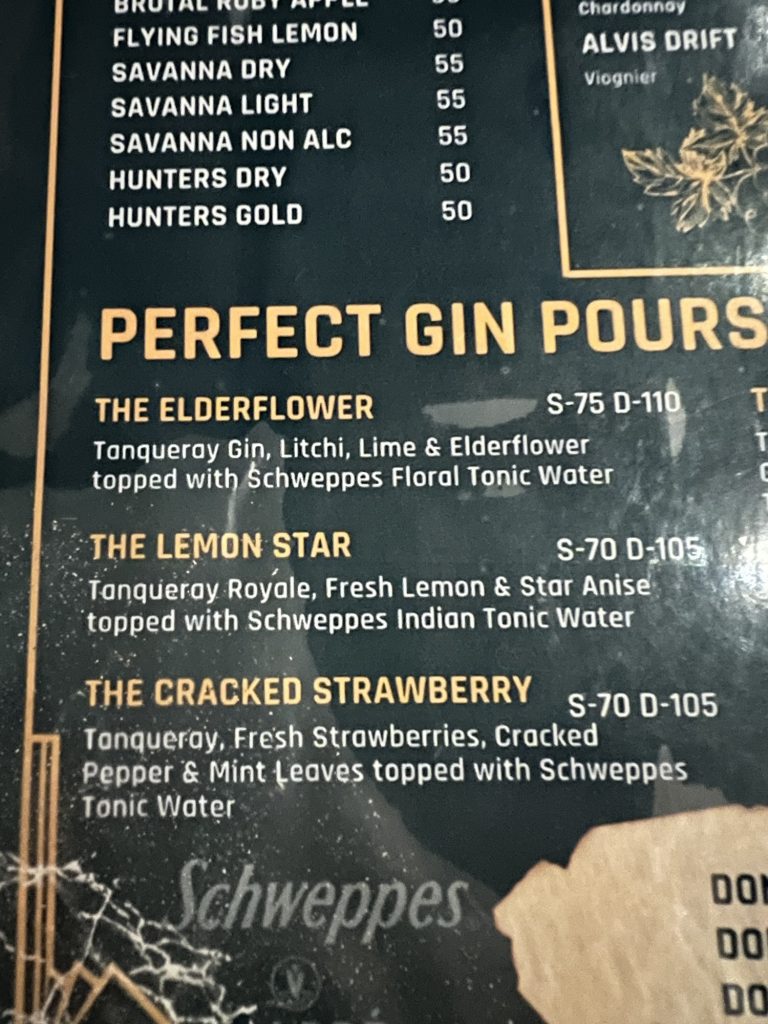 BRUTAL RUBY APPLE
FLYING FISH LEMON 50
SAVANNA DRY 55
SAVANNA LIGHT 55
SAVANNA NON ALC 55
HUNTERS DRY 50
HUNTERS GOLD 50
Chardonnay
ALVIS DRIFT
Viognier
PERFECT GIN POURS
THE ELDERFLOWER S-75 D-110
Tanqueray Gin, Litchi, Lime & Elderflower
topped with Schweppes Floral Tonic Water
THE LEMON STAR S-70 D-105
Tanqueray Royale, Fresh Lemon & Star Anise
topped with Schweppes Indian Tonic Water
THE CRACKED STRAWBERRY S-70 D-105
Tanqueray, Fresh Strawberries, Cracked
Pepper & Mint Leaves topped with Schweppes
Tonic Water
Schweppes